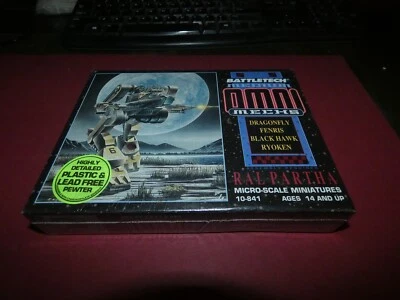 BATTLETECH
OMNI
MECHS
DRAGONFLY
FENRIS
BLACK HAWK
RYOKEN
RAL PARTHA
MICRO-SCALE MINIATURES
10-841 AGES 14 AND UP
HIGHLY
DETAILED
PLASTIC &
LEAD FREE
PEWTER